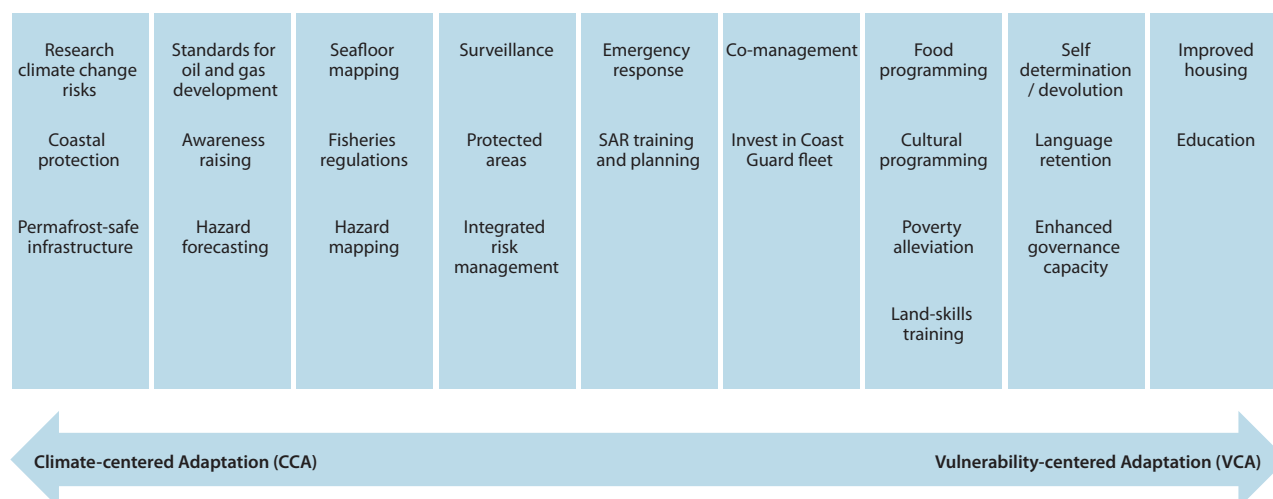 Research
climate change
risks
Coastal
protection
Permafrost-safe
infrastructure
Standards for
oil and gas
development
Awareness
raising
Hazard
forecasting
Seafloor
mapping
Fisheries
regulations
Hazard
mapping
Surveillance
Protected
areas
Integrated
risk
management
Emergency
response
SAR training
and planning
Co-management
Invest in Coast
Guard fleet
Food
programming
Cultural
programming
Poverty
alleviation
Land-skills
training
Self
determination
/ devolution
Language
retention
Enhanced
governance
capacity
Improved
housing
Education
Climate-centered Adaptation (CCA)
Vulnerability-centered Adaptation (VCA)